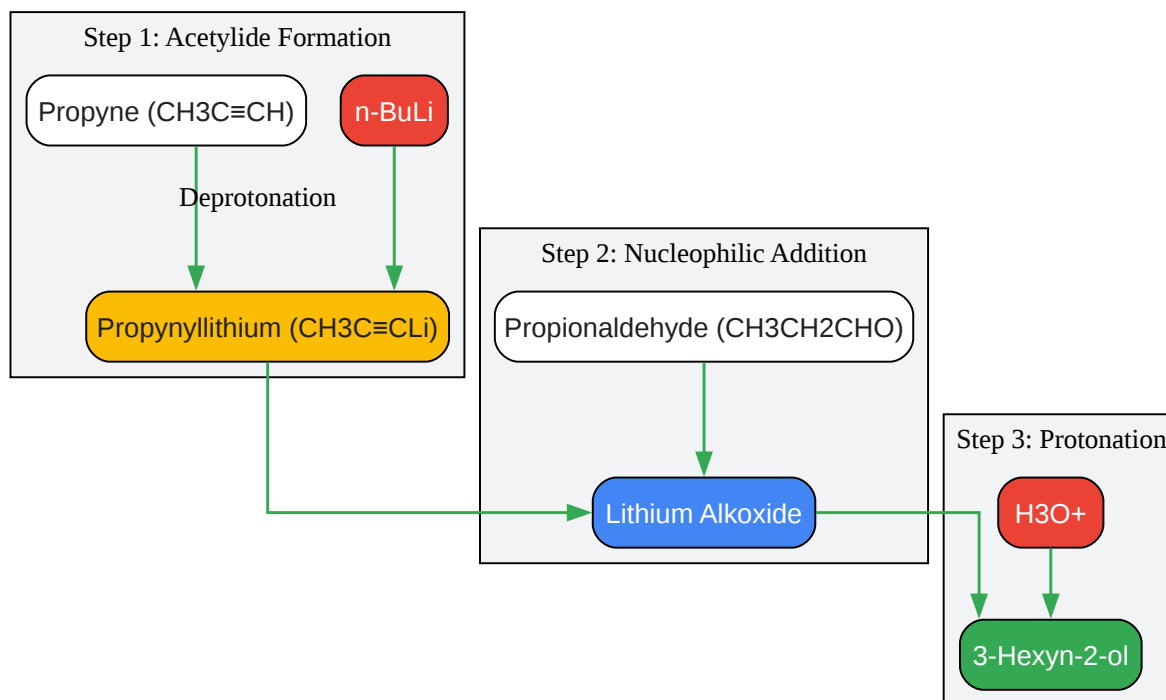 Step 1: Acetylide Formation
Propyne (CH3C≡CH)
n-BuLi
Deprotonation
Propynyllithium (CH3C≡CLi)
Step 2: Nucleophilic Addition
Propionaldehyde (CH3CH2CHO)
Lithium Alkoxide
Step 3: Protonation
H3O+
3-Hexyn-2-ol